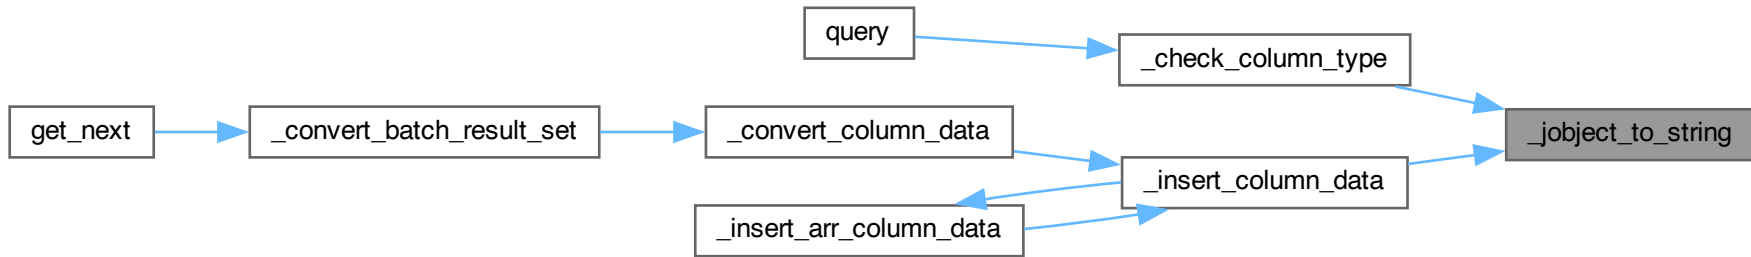 query
_check_column_type
get_next
_convert_batch_result_set
_convert_column_data
_jobject_to_string
_insert_column_data
_insert_arr_column_data